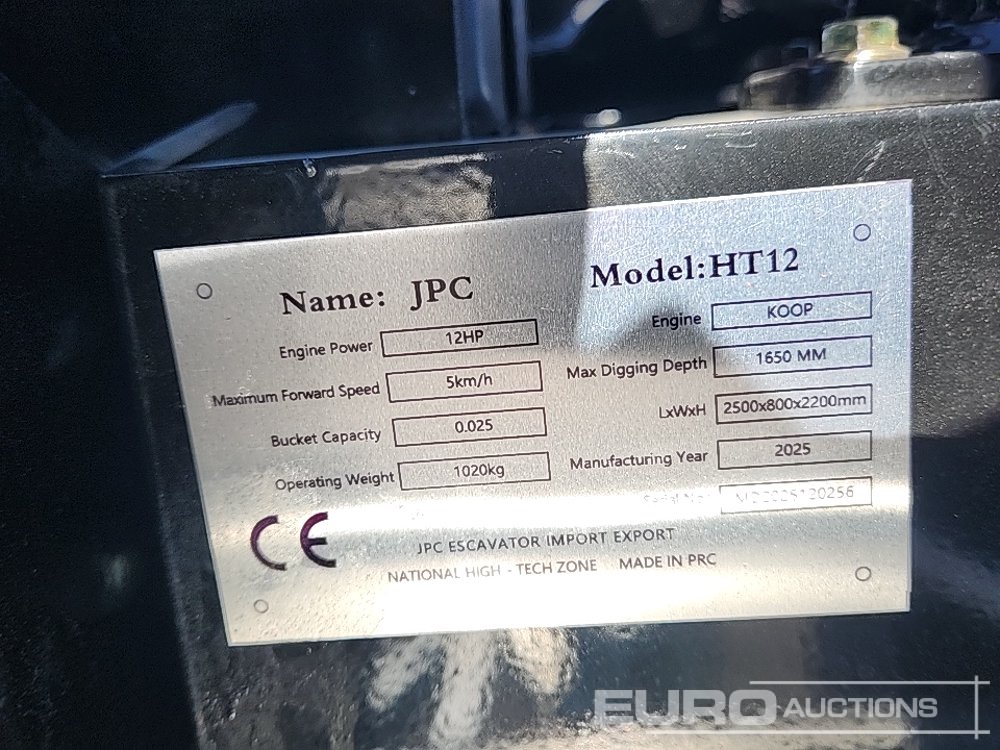 Name: JPC Model:HT12
Engine Power 12HP Engine KOOP
Maximum Forward Speed 5km/h Max Digging Depth 1650 MM
Bucket Capacity 0.025 LxWxH 2500x800x2200mm
Operating Weight 1020kg Manufacturing Year 2025
Serial No
CE
JPC ESCAVATOR IMPORT EXPORT
NATIONAL HIGH - TECH ZONE MADE IN PRC
EURO AUCTIONS